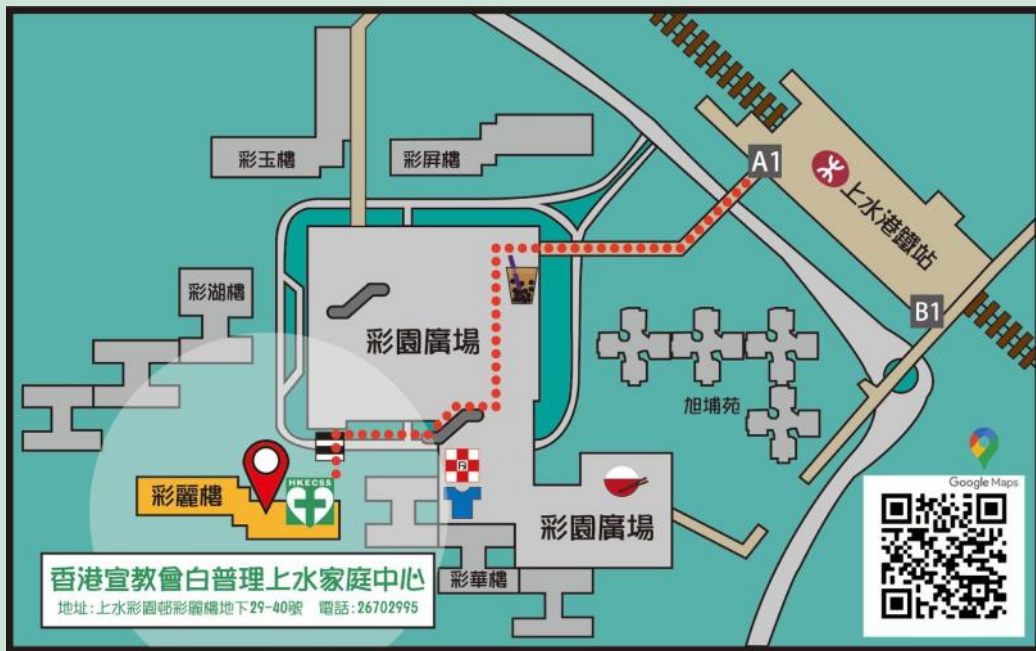 A1
彩玉樓
彩屏樓
上水港鐵站
彩湖樓
B1
彩園廣場
旭埔苑
Google Maps
HKECSS
彩麗樓
彩園廣場
彩華樓
香港宣教會白普理上水家庭中心
地址:上水彩園邨彩麗樓地下29-40號 電話:26702995